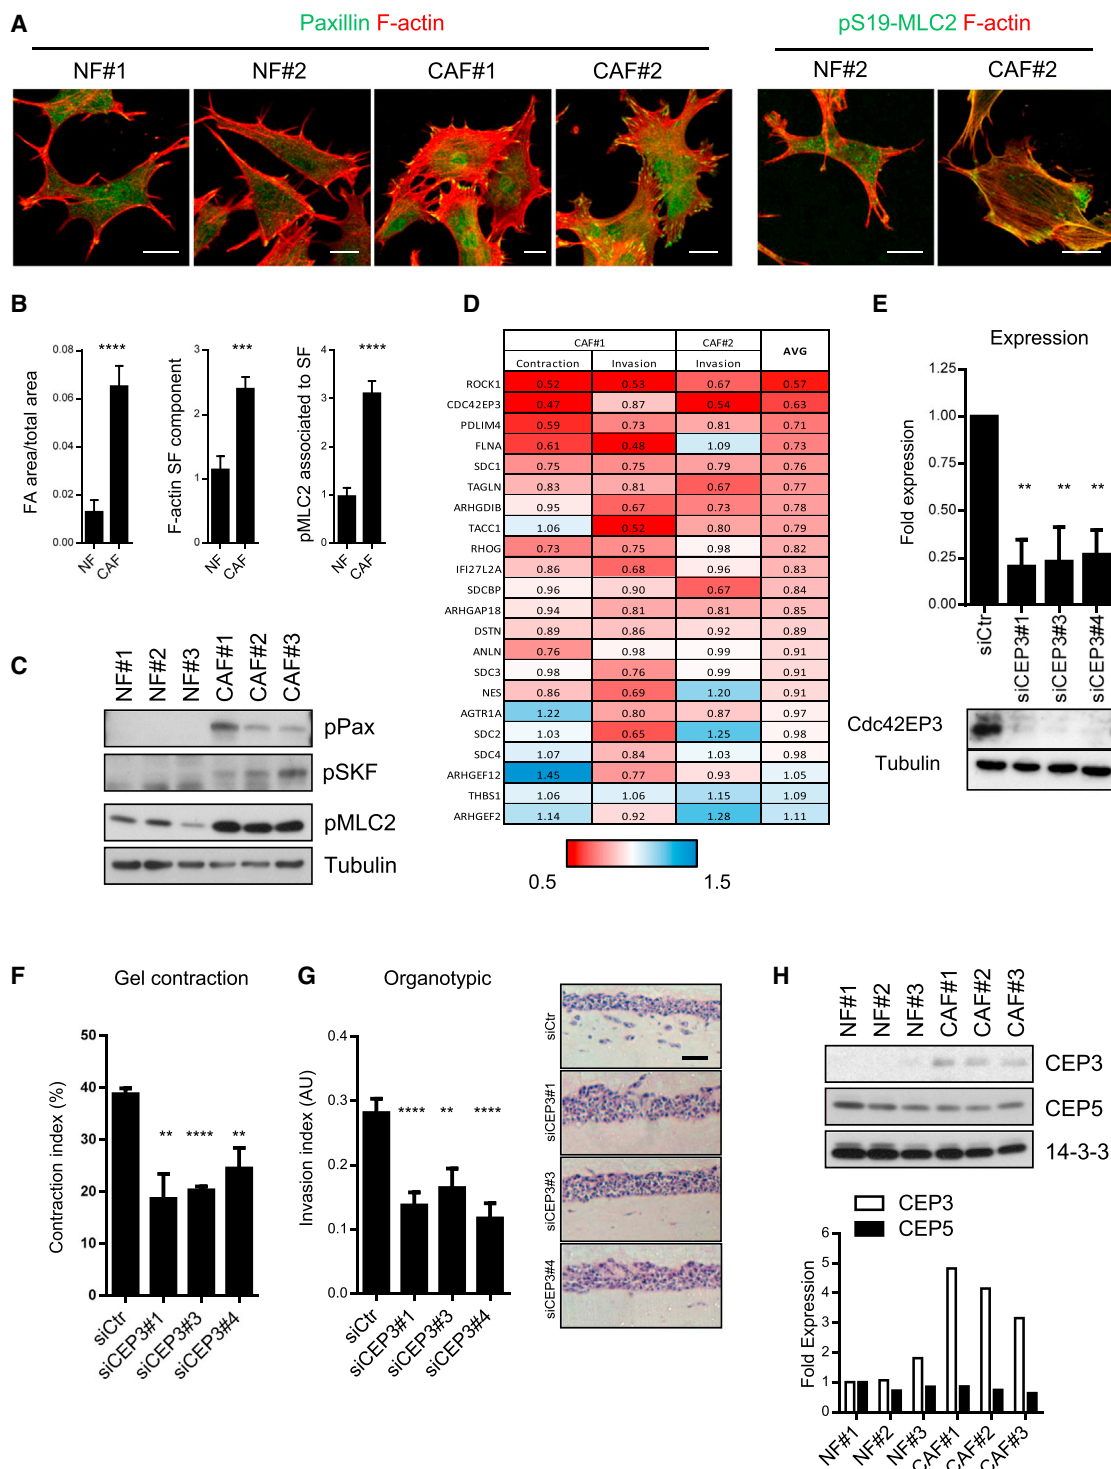 A
Paxillin F-actin
pS19-MLC2 F-actin
NF#1
NF#2
CAF#1
CAF#2
NF#2
CAF#2
B
FA area/total area
0.08
0.06
0.04
0.02
0.00
****
NF
CAF
F-actin SF component
3
2
1
0
***
NF
CAF
pMLC2 associated to SF
4
3
2
1
0
****
NF
CAF
C
NF#1
NF#2
NF#3
CAF#1
CAF#2
CAF#3
pPax
pSKF
pMLC2
Tubulin
D
CAF#1 CAF#2 AVG
Contraction Invasion Invasion
ROCK1 0.52 0.53 0.67 0.57
CDC42EP3 0.47 0.87 0.54 0.63
PDLIM4 0.59 0.73 0.81 0.71
FLNA 0.61 0.48 1.09 0.73
SDC1 0.75 0.75 0.79 0.76
TAGLN 0.83 0.81 0.67 0.77
ARHGDIB 0.95 0.67 0.73 0.78
TACC1 1.06 0.52 0.80 0.79
RHOG 0.73 0.75 0.98 0.82
IFI27L2A 0.86 0.68 0.96 0.83
SDCBP 0.96 0.90 0.67 0.84
ARHGAP18 0.94 0.81 0.81 0.85
DSTN 0.89 0.86 0.92 0.89
ANLN 0.76 0.98 0.99 0.91
SDC3 0.98 0.76 0.99 0.91
NES 0.86 0.69 1.20 0.91
AGTR1A 1.22 0.80 0.87 0.97
SDC2 1.03 0.65 1.25 0.98
SDC4 1.07 0.84 1.03 0.98
ARHGEF12 1.45 0.77 0.93 1.05
THBS1 1.06 1.06 1.15 1.09
ARHGEF2 1.14 0.92 1.28 1.11
0.5 1.5
E
Expression
Fold expression
1.25
1.00
0.75
0.50
0.25
0.00
** ** **
siCtr
siCEP3#1
siCEP3#3
siCEP3#4
Cdc42EP3
Tubulin
F
Gel contraction
Contraction index (%)
50
40
30
20
10
0
** **** **
siCtr
siCEP3#1
siCEP3#3
siCEP3#4
G
Organotypic
Invasion index (AU)
0.4
0.3
0.2
0.1
0.0
**** ** ****
siCtr
siCEP3#1
siCEP3#3
siCEP3#4
siCtr
siCEP3#1
siCEP3#3
siCEP3#4
H
NF#1
NF#2
NF#3
CAF#1
CAF#2
CAF#3
CEP3
CEP5
14-3-3
CEP3
CEP5
Fold Expression
6
5
4
3
2
1
0
NF#1
NF#2
NF#3
CAF#1
CAF#2
CAF#3